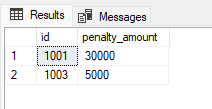 Results Messages
id penalty_amount
1 1001 30000
2 1003 5000